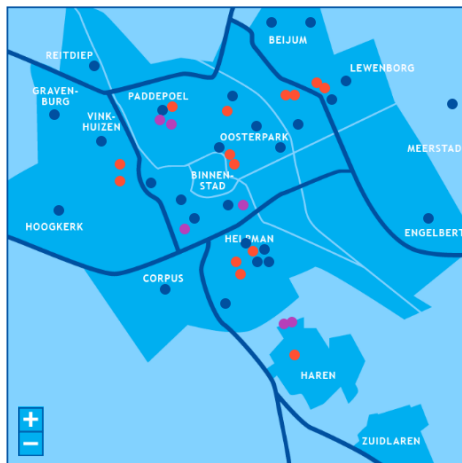 BEIJUM
REITDIEP
LEWENBORG
GRAVEN-
BURG
PADDEPOEL
VINK-
HUIZEN
OOSTERPARK
MEERSTAD
BINNEN-
STAD
HOOGKERK
ENGELBERT
HELPMAN
CORPUS
HAREN
+
−
ZUIDLAREN